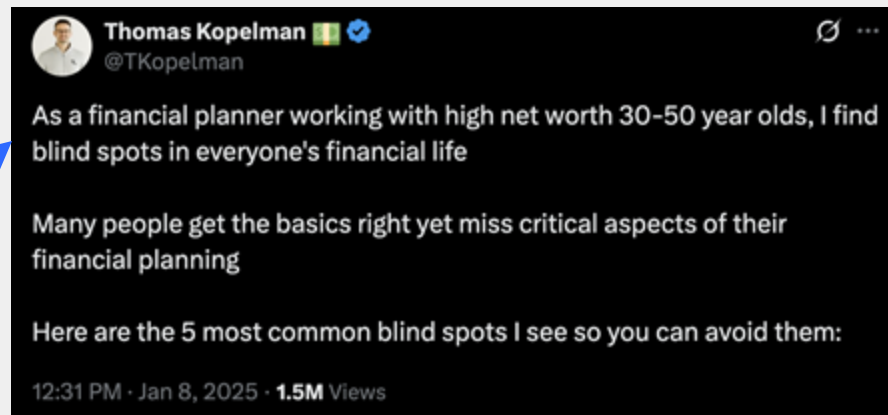 Thomas Kopelman 💵
@TKopelman
As a financial planner working with high net worth 30-50 year olds, I find
blind spots in everyone's financial life
Many people get the basics right yet miss critical aspects of their
financial planning
Here are the 5 most common blind spots I see so you can avoid them:
12:31 PM · Jan 8, 2025 · 1.5M Views